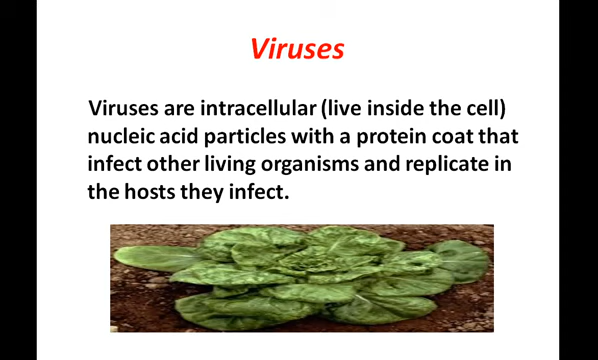 Viruses
Viruses are intracellular (live inside the cell)
nucleic acid particles with a protein coat that
infect other living organisms and replicate in
the hosts they infect.